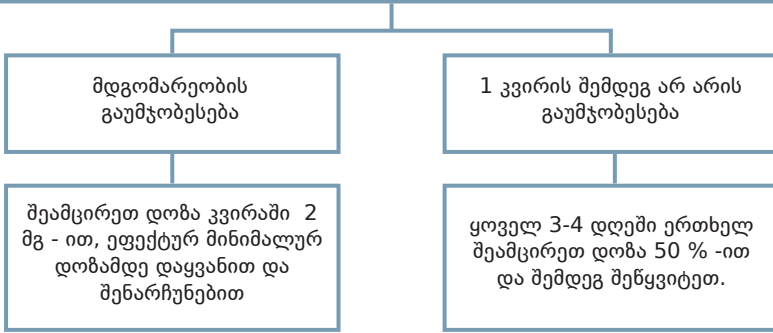 მდგომარეობის
გაუმჯობესება
1 კვირის შემდეგ არ არის
გაუმჯობესება
შეამცირეთ დოზა კვირაში  2
მგ - ით, ეფექტურ მინიმალურ
დოზამდე დაყვანით და
შენარჩუნებით
ყოველ 3-4 დღეში ერთხელ
შეამცირეთ დოზა 50 % -ით
და შემდეგ შეწყვიტეთ.